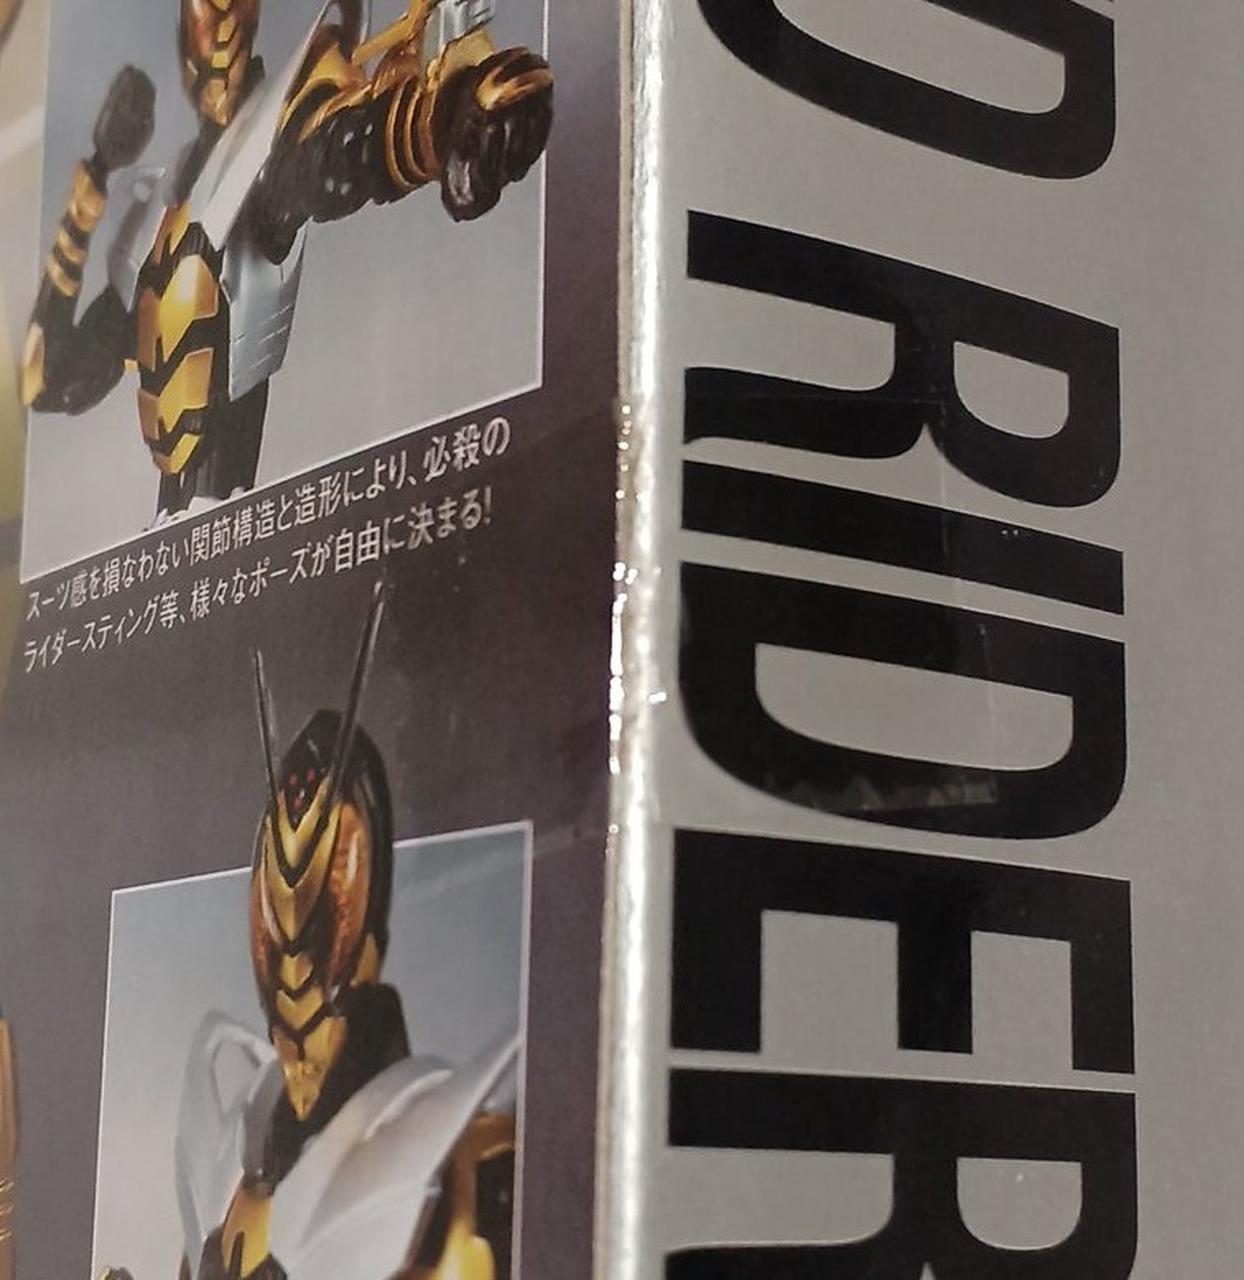 スーツ感を損なわない関節構造と造形により、必殺の
ライダースティング等、様々なポーズが自由に決まる!
D RIDER